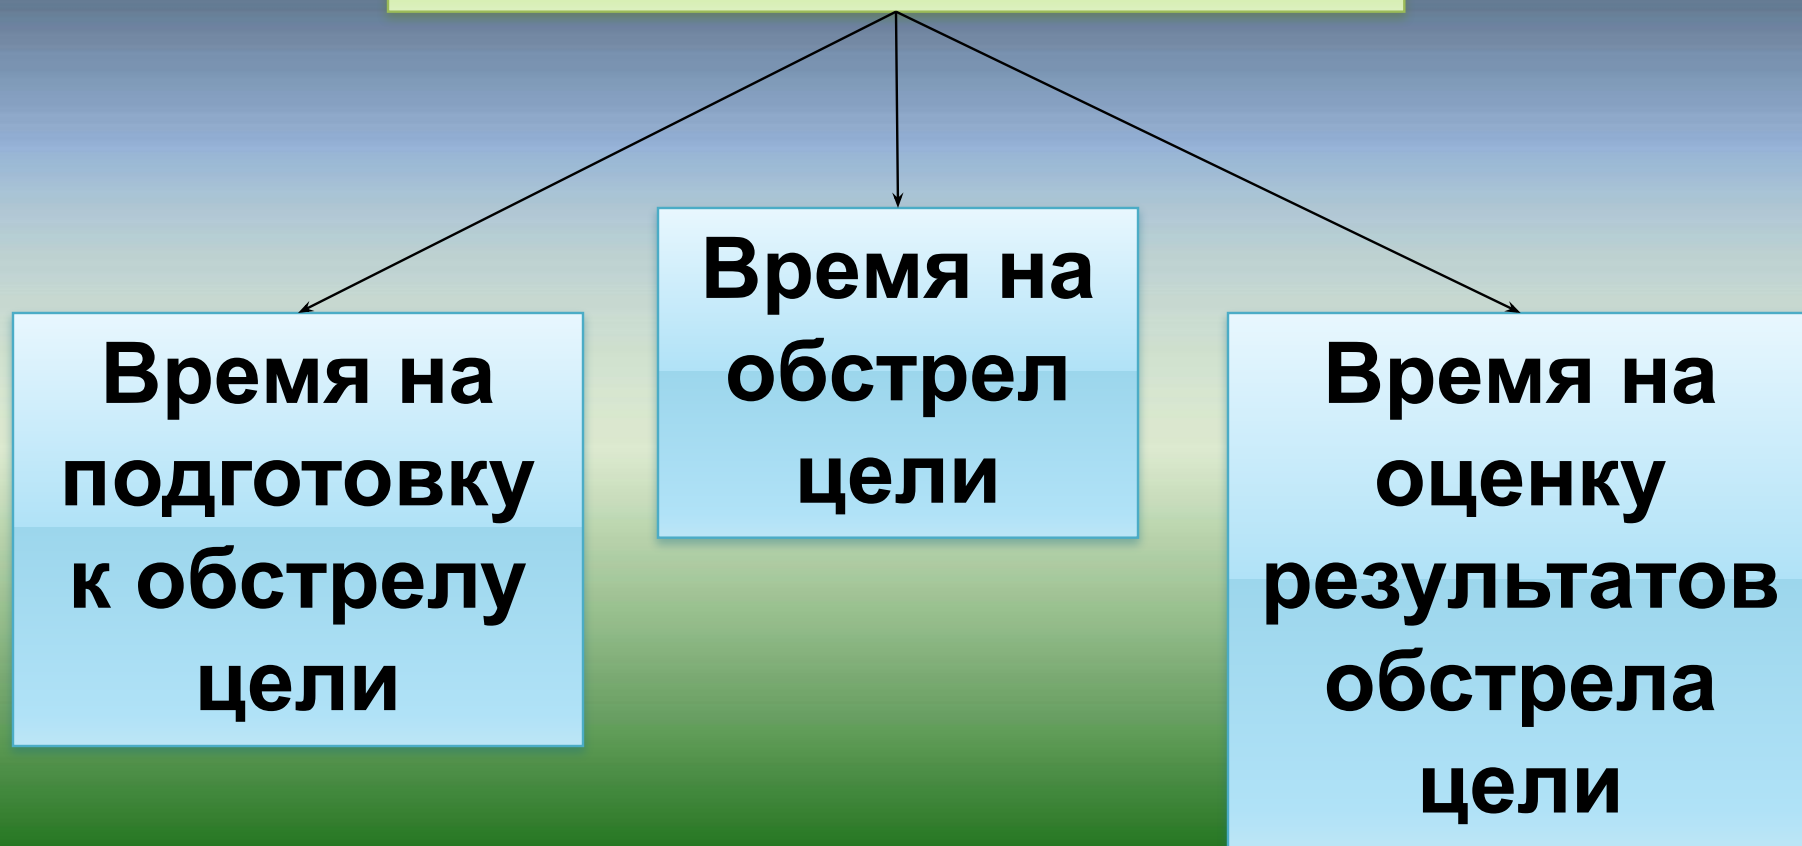 Время на
подготовку
к обстрелу
цели
Время на
обстрел
цели
Время на
оценку
результатов
обстрела
цели